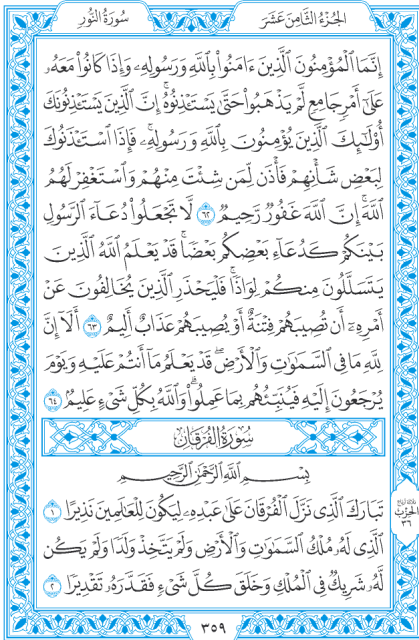 الجزء الثامن عشر
سورة النور
إِنَّمَا ٱلْمُؤْمِنُونَ ٱلَّذِينَ ءَامَنُوا۟ بِٱللَّهِ وَرَسُولِهِۦ وَإِذَا كَانُوا۟ مَعَهُۥ
عَلَىٰٓ أَمْرٍ جَامِعٍ لَّمْ يَذْهَبُوا۟ حَتَّىٰ يَسْتَـْٔذِنُوهُ ۚ إِنَّ ٱلَّذِينَ يَسْتَـْٔذِنُونَكَ
أُو۟لَـٰٓئِكَ ٱلَّذِينَ يُؤْمِنُونَ بِٱللَّهِ وَرَسُولِهِۦ ۚ فَإِذَا ٱسْتَـْٔذَنُوكَ
لِبَعْضِ شَأْنِهِمْ فَأْذَن لِّمَن شِئْتَ مِنْهُمْ وَٱسْتَغْفِرْ لَهُمُ
ٱللَّهَ ۚ إِنَّ ٱللَّهَ غَفُورٌ رَّحِيمٌ ٦٢ لَّا تَجْعَلُوا۟ دُعَآءَ ٱلرَّسُولِ
بَيْنَكُمْ كَدُعَآءِ بَعْضِكُم بَعْضًا ۚ قَدْ يَعْلَمُ ٱللَّهُ ٱلَّذِينَ
يَتَسَلَّلُونَ مِنكُمْ لِوَاذًا ۚ فَلْيَحْذَرِ ٱلَّذِينَ يُخَالِفُونَ عَنْ
أَمْرِهِۦٓ أَن تُصِيبَهُمْ فِتْنَةٌ أَوْ يُصِيبَهُمْ عَذَابٌ أَلِيمٌ ٦٣ أَلَآ إِنَّ
لِلَّهِ مَا فِى ٱلسَّمَـٰوَٰتِ وَٱلْأَرْضِ ۖ قَدْ يَعْلَمُ مَآ أَنتُمْ عَلَيْهِ وَيَوْمَ
يُرْجَعُونَ إِلَيْهِ فَيُنَبِّئُهُم بِمَا عَمِلُوا۟ ۗ وَٱللَّهُ بِكُلِّ شَىْءٍ عَلِيمٌۢ ٦٤
سُورَةُ الفُرْقَانِ
بِسْمِ ٱللَّهِ ٱلرَّحْمَـٰنِ ٱلرَّحِيمِ
تَبَارَكَ ٱلَّذِى نَزَّلَ ٱلْفُرْقَانَ عَلَىٰ عَبْدِهِۦ لِيَكُونَ لِلْعَـٰلَمِينَ نَذِيرًا ١
ٱلَّذِى لَهُۥ مُلْكُ ٱلسَّمَـٰوَٰتِ وَٱلْأَرْضِ وَلَمْ يَتَّخِذْ وَلَدًا وَلَمْ يَكُن
لَّهُۥ شَرِيكٌ فِى ٱلْمُلْكِ وَخَلَقَ كُلَّ شَىْءٍ فَقَدَّرَهُۥ تَقْدِيرًا ٢
ثلاثة أرباع
الحزب
٣٦
٣٥٩